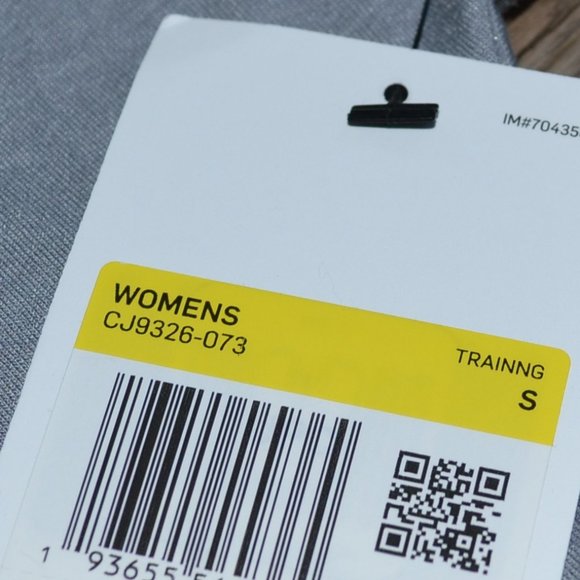 IM#70435
WOMENS
CJ9326-073
TRAINNG
S
1 93655